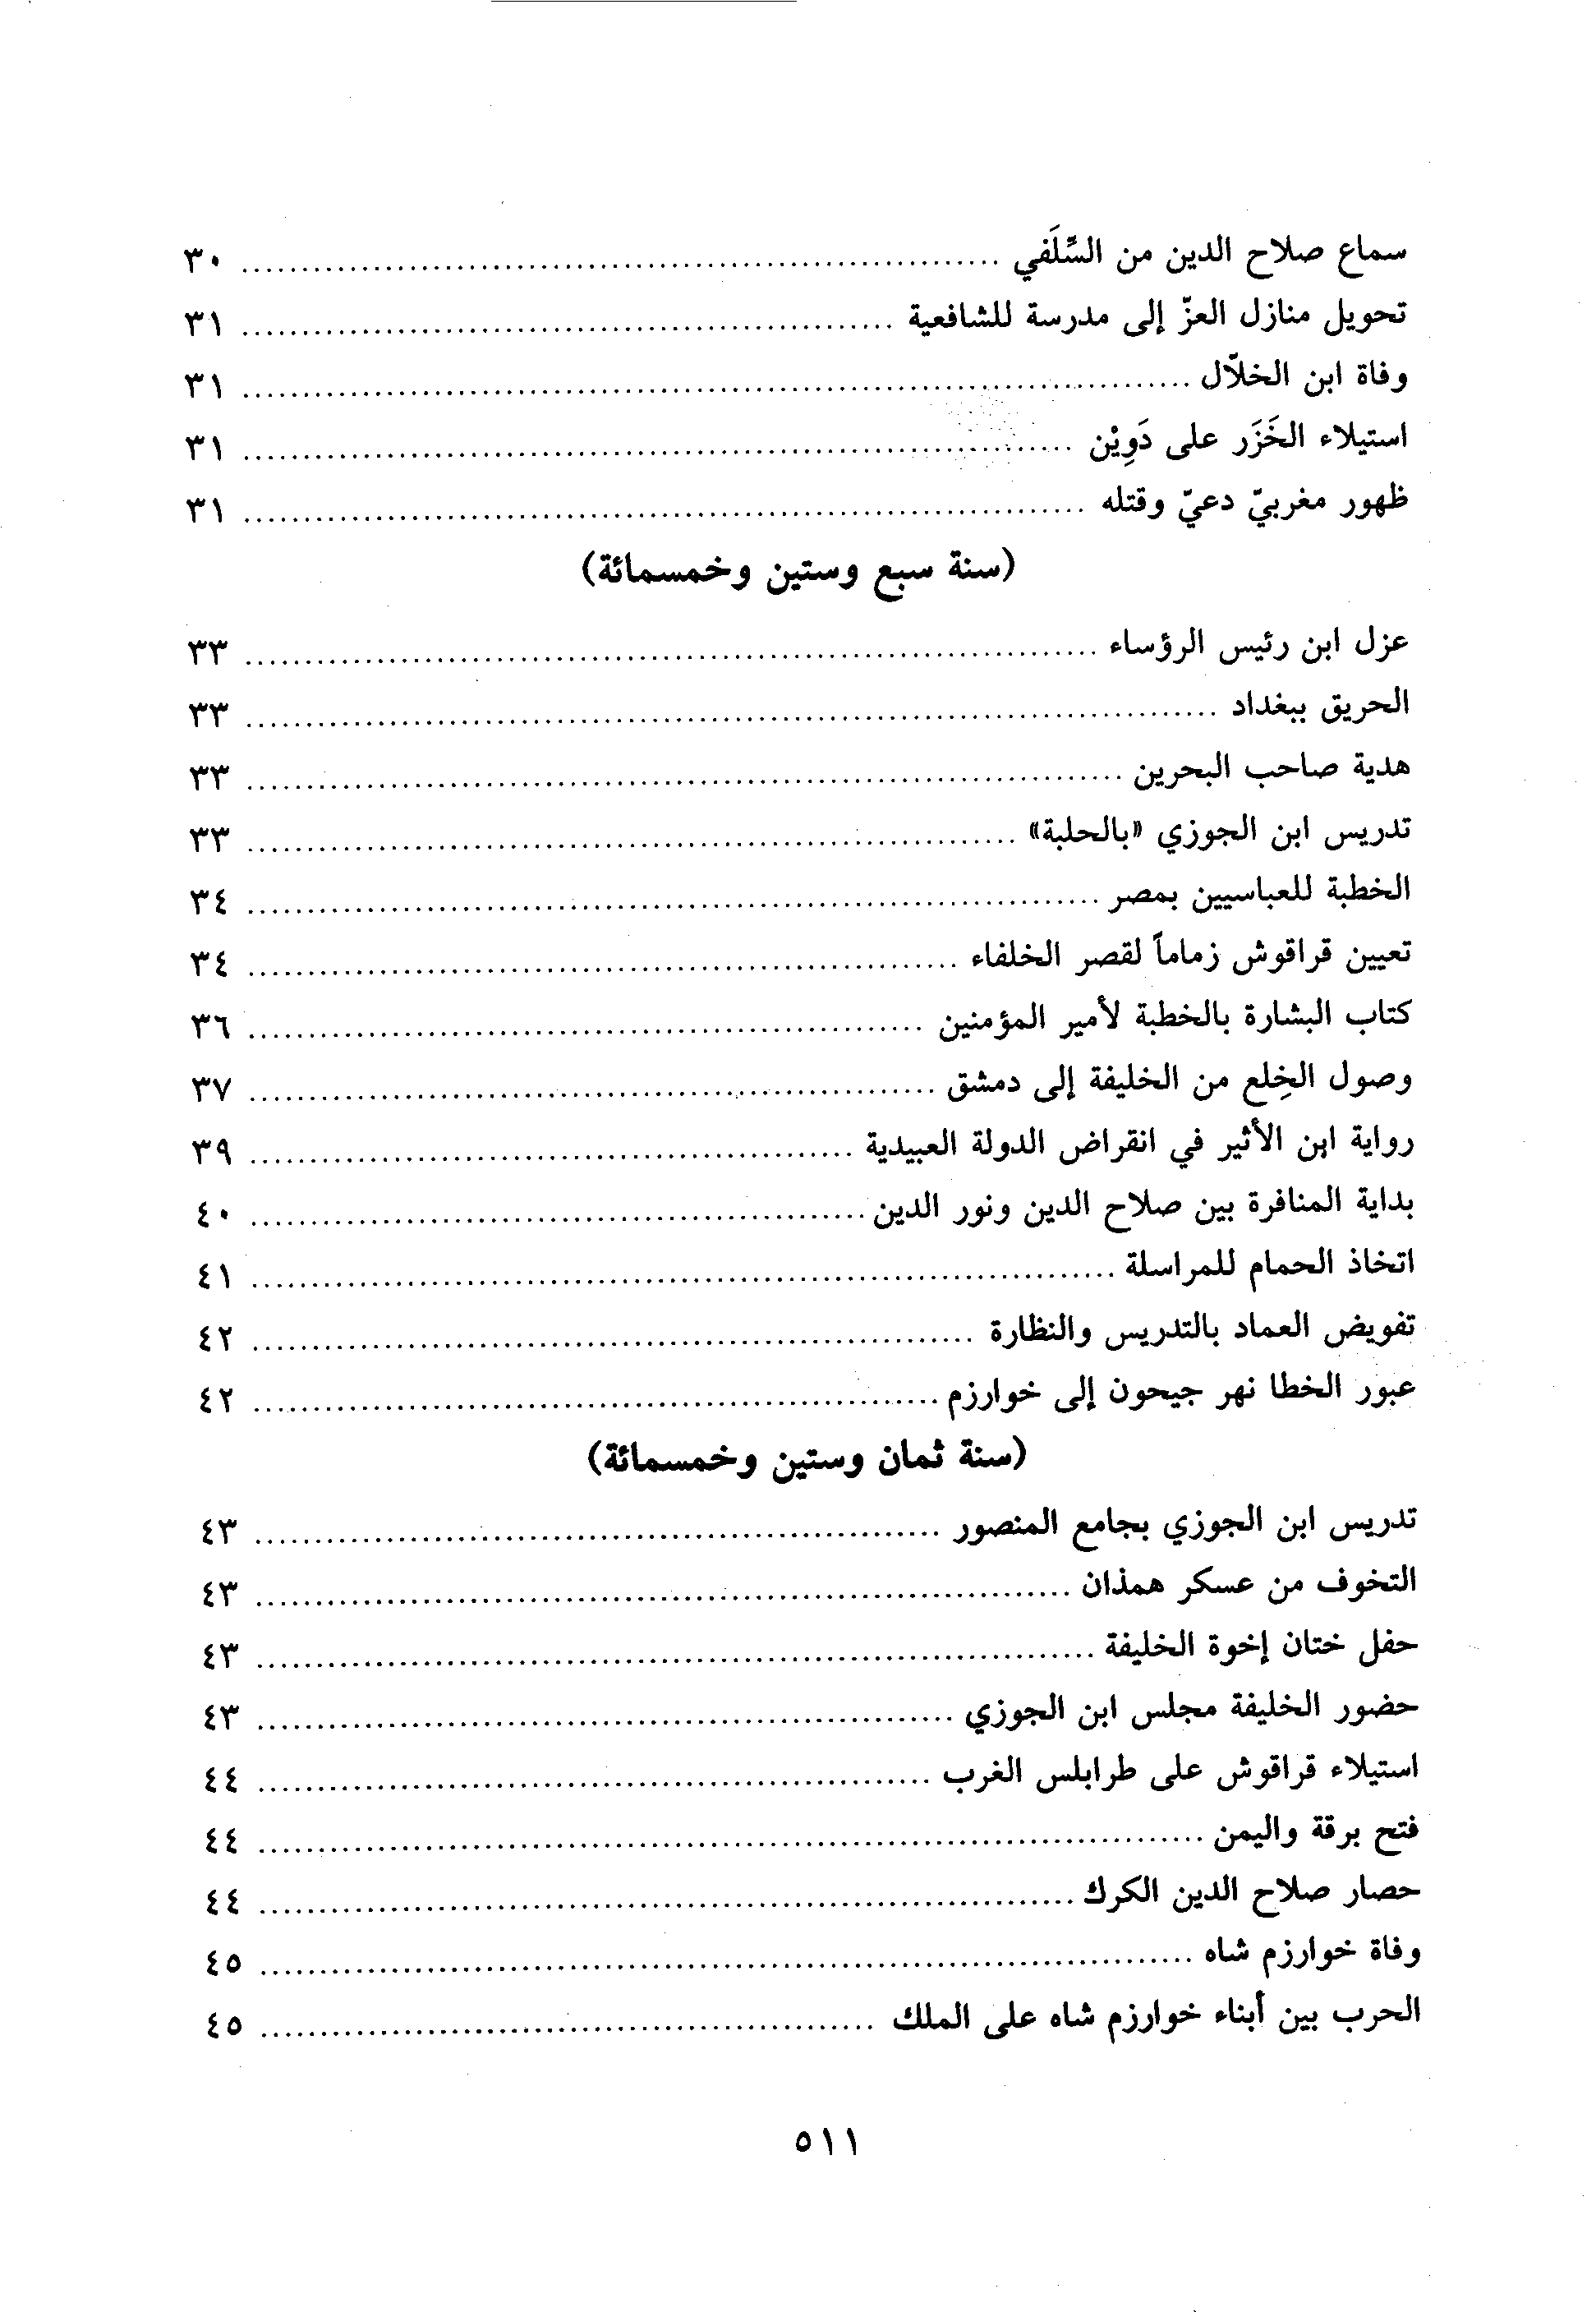 سماع صلاح الدين من السِّلَفي ........ ٣٠
تحويل منازل العزّ إلى مدرسة للشافعية ........ ٣١
وفاة ابن الخلاّل ........ ٣١
استيلاء الخَزَر على دَوِيْن ........ ٣١
ظهور مغربيّ دعيّ وقتله ........ ٣١
(سنة سبع وستين وخمسمائة)
عزل ابن رئيس الرؤساء ........ ٣٣
الحريق ببغداد ........ ٣٣
هدية صاحب البحرين ........ ٣٣
تدريس ابن الجوزي «بالحلبة» ........ ٣٣
الخطبة للعباسيين بمصر ........ ٣٤
تعيين قراقوش زماماً لقصر الخلفاء ........ ٣٤
كتاب البشارة بالخطبة لأمير المؤمنين ........ ٣٦
وصول الخِلع من الخليفة إلى دمشق ........ ٣٧
رواية ابن الأثير في انقراض الدولة العبيدية ........ ٣٩
بداية المنافرة بين صلاح الدين ونور الدين ........ ٤٠
اتخاذ الحمام للمراسلة ........ ٤١
تفويض العماد بالتدريس والنظارة ........ ٤٢
عبور الخطا نهر جيحون إلى خوارزم ........ ٤٢
(سنة ثمان وستين وخمسمائة)
تدريس ابن الجوزي بجامع المنصور ........ ٤٣
التخوف من عسكر همذان ........ ٤٣
حفل ختان إخوة الخليفة ........ ٤٣
حضور الخليفة مجلس ابن الجوزي ........ ٤٣
استيلاء قراقوش على طرابلس الغرب ........ ٤٤
فتح برقة واليمن ........ ٤٤
حصار صلاح الدين الكرك ........ ٤٤
وفاة خوارزم شاه ........ ٤٥
الحرب بين أبناء خوارزم شاه على الملك ........ ٤٥
٥١١